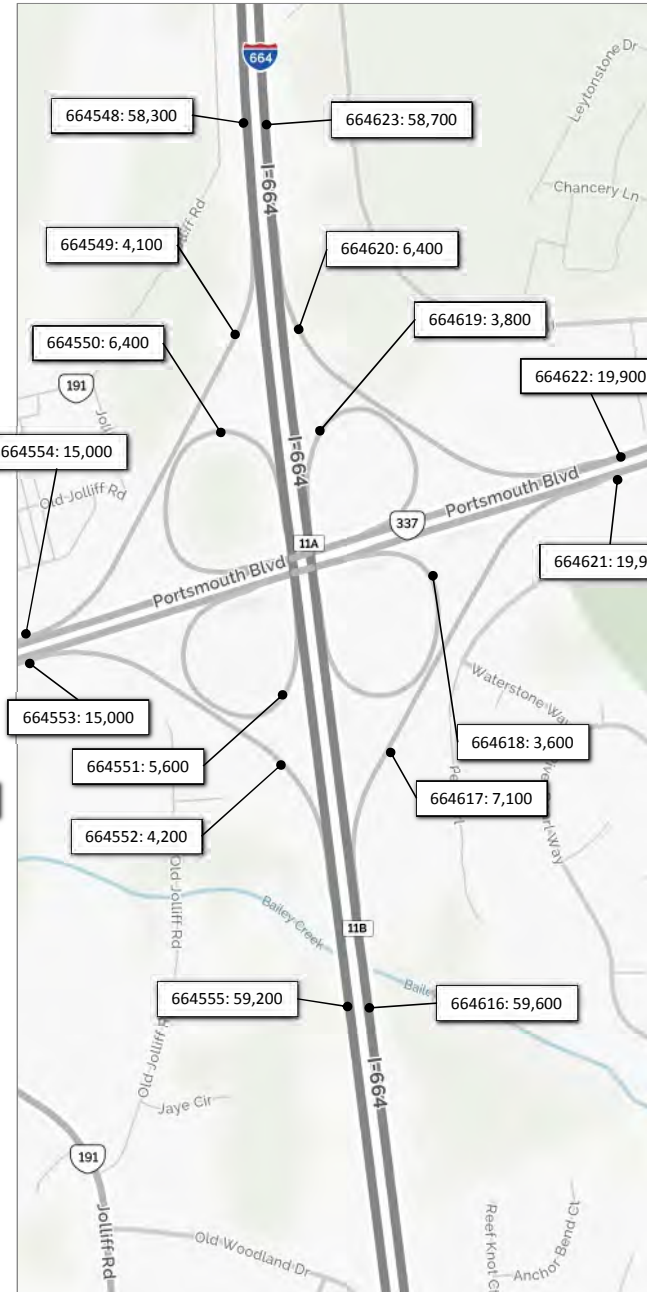 664
Leytonstone Dr
664548: 58,300
664623: 58,700
I-664
Chancery Ln
664549: 4,100
664620: 6,400
664619: 3,800
664550: 6,400
191
664622: 19,900
664554: 15,000
I-664
Old Jolliff Rd
Portsmouth Blvd
337
11A
664621: 19,9
Portsmouth Blvd
Waterstone Way
664553: 15,000
664618: 3,600
664551: 5,600
664617: 7,100
664552: 4,200
Old Jolliff Rd
Bailey Creek
11B
664555: 59,200
664616: 59,600
Old Jolliff R
I-664
Jaye Cir
191
Jolliff Rd
Old Woodland Dr
Reef Knot C
Anchor Bend Ct